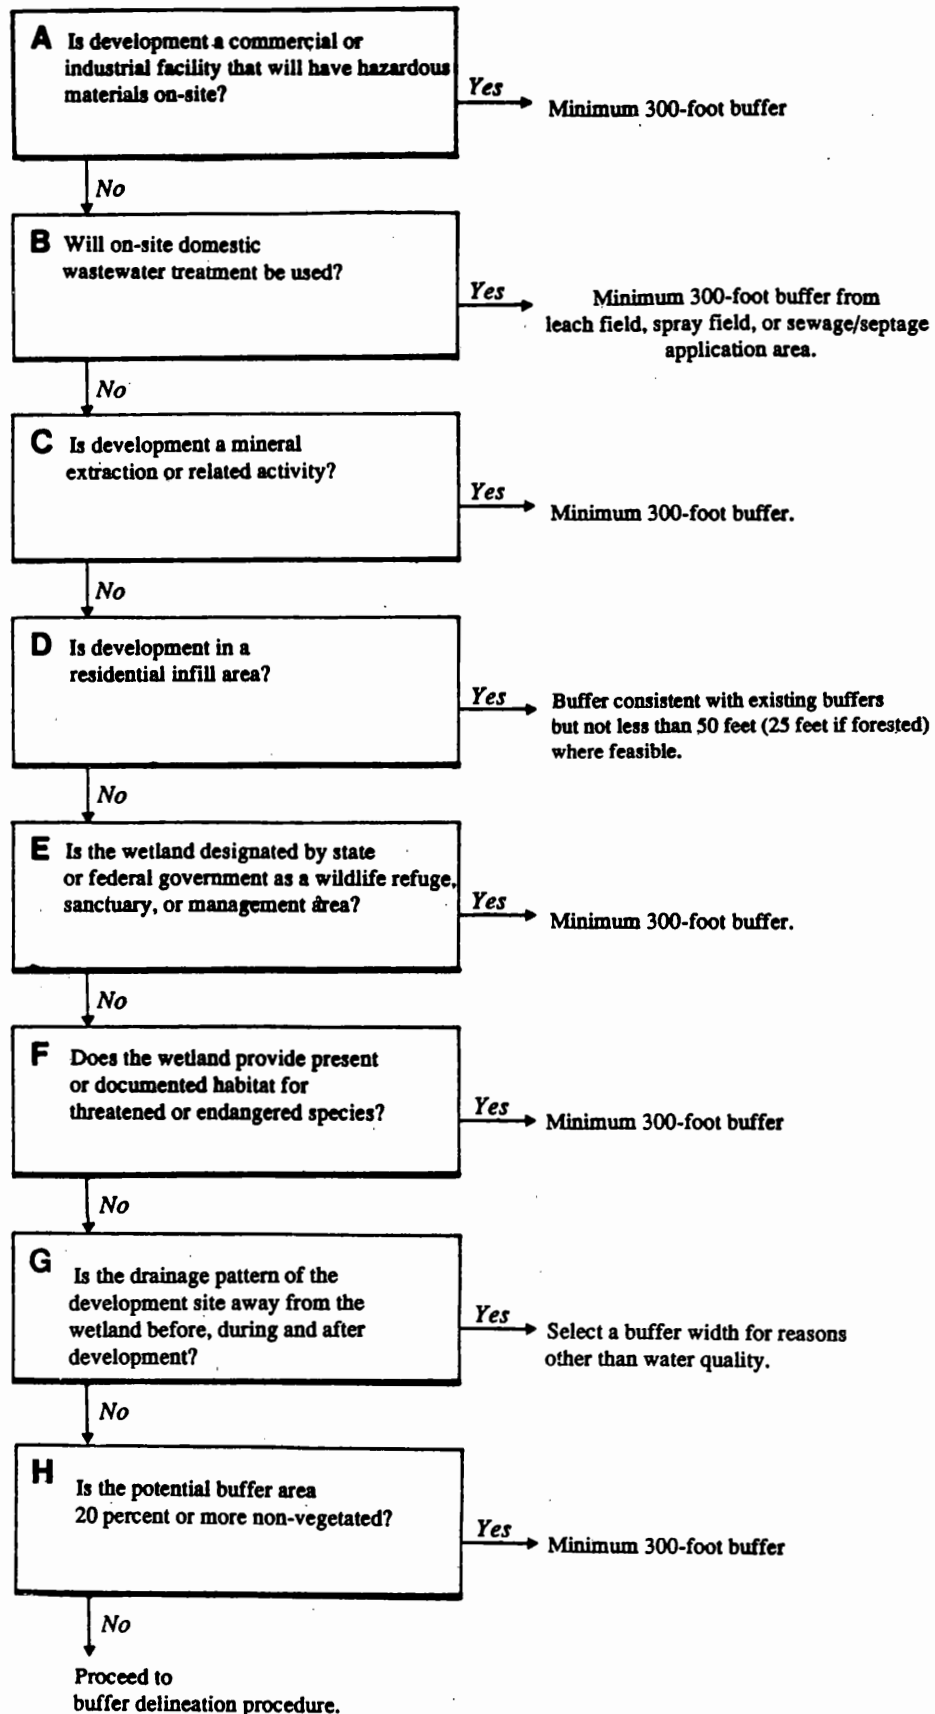 A Is development a commercial or
industrial facility that will have hazardous
materials on-site?
Yes
Minimum 300-foot buffer
No
B Will on-site domestic
wastewater treatment be used?
Yes
Minimum 300-foot buffer from
leach field, spray field, or sewage/septage
application area.
No
C Is development a mineral
extraction or related activity?
Yes
Minimum 300-foot buffer.
No
D Is development in a
residential infill area?
Yes
Buffer consistent with existing buffers
but not less than 50 feet (25 feet if forested)
where feasible.
No
E Is the wetland designated by state
or federal government as a wildlife refuge,
sanctuary, or management area?
Yes
Minimum 300-foot buffer.
No
F Does the wetland provide present
or documented habitat for
threatened or endangered species?
Yes
Minimum 300-foot buffer
No
G Is the drainage pattern of the
development site away from the
wetland before, during and after
development?
Yes
Select a buffer width for reasons
other than water quality.
No
H Is the potential buffer area
20 percent or more non-vegetated?
Yes
Minimum 300-foot buffer
No
Proceed to
buffer delineation procedure.